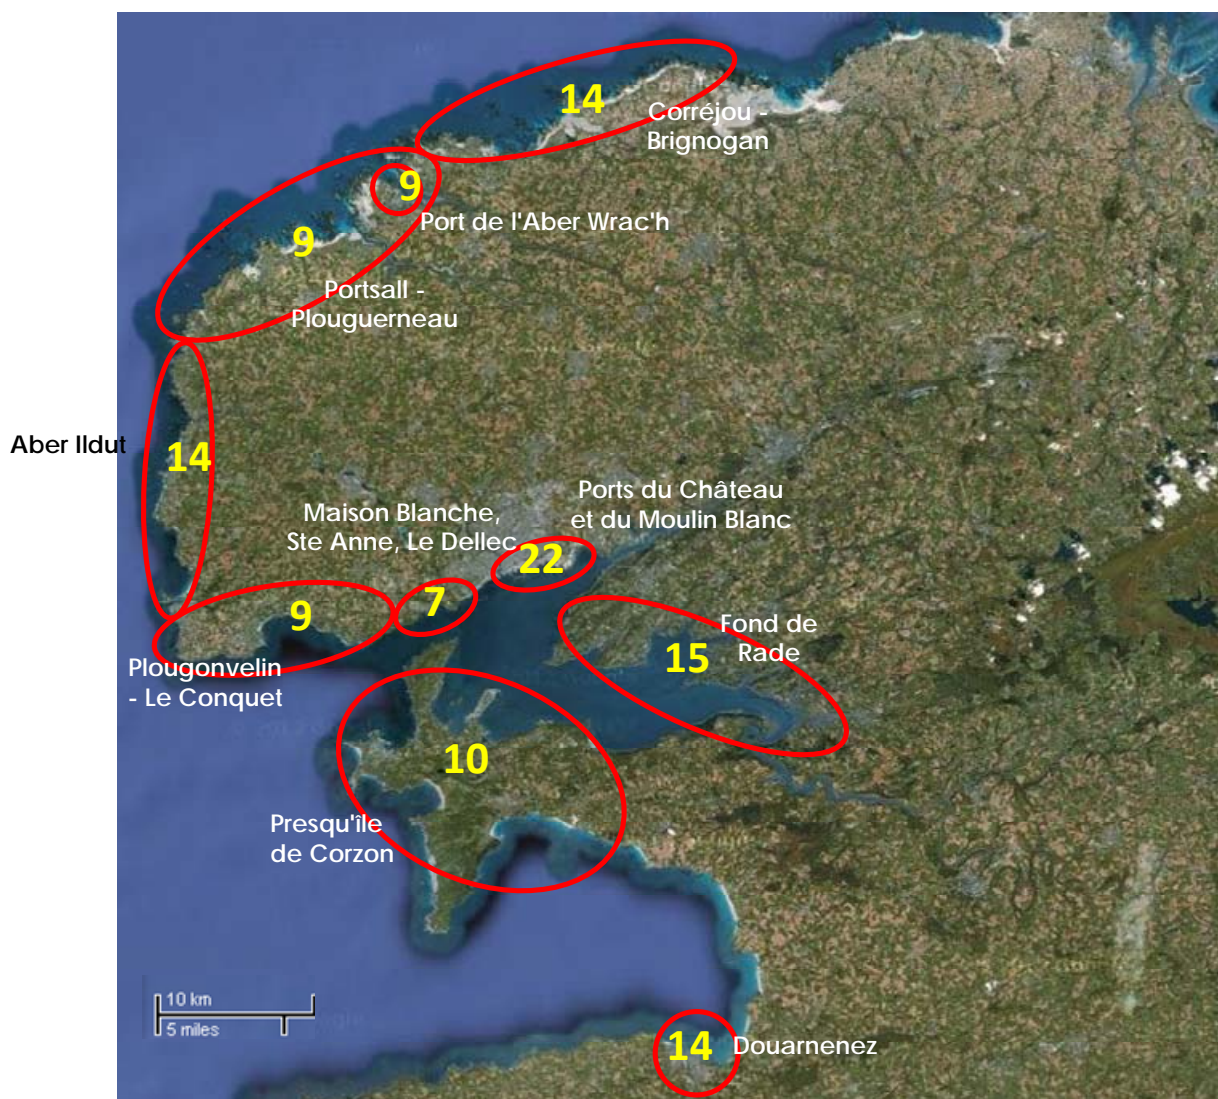 14
Corréjou -
Brignogan
9
Port de l'Aber Wrac'h
9
Portsall -
Plouguerneau
Aber Ildut
14
Ports du Château
et du Moulin Blanc
Maison Blanche,
Ste Anne, Le Dellec
22
7
9
Fond de
Rade
15
Plougonvelin
- Le Conquet
10
Presqu'île
de Corzon
10 km
5 miles
14
Douarnenez